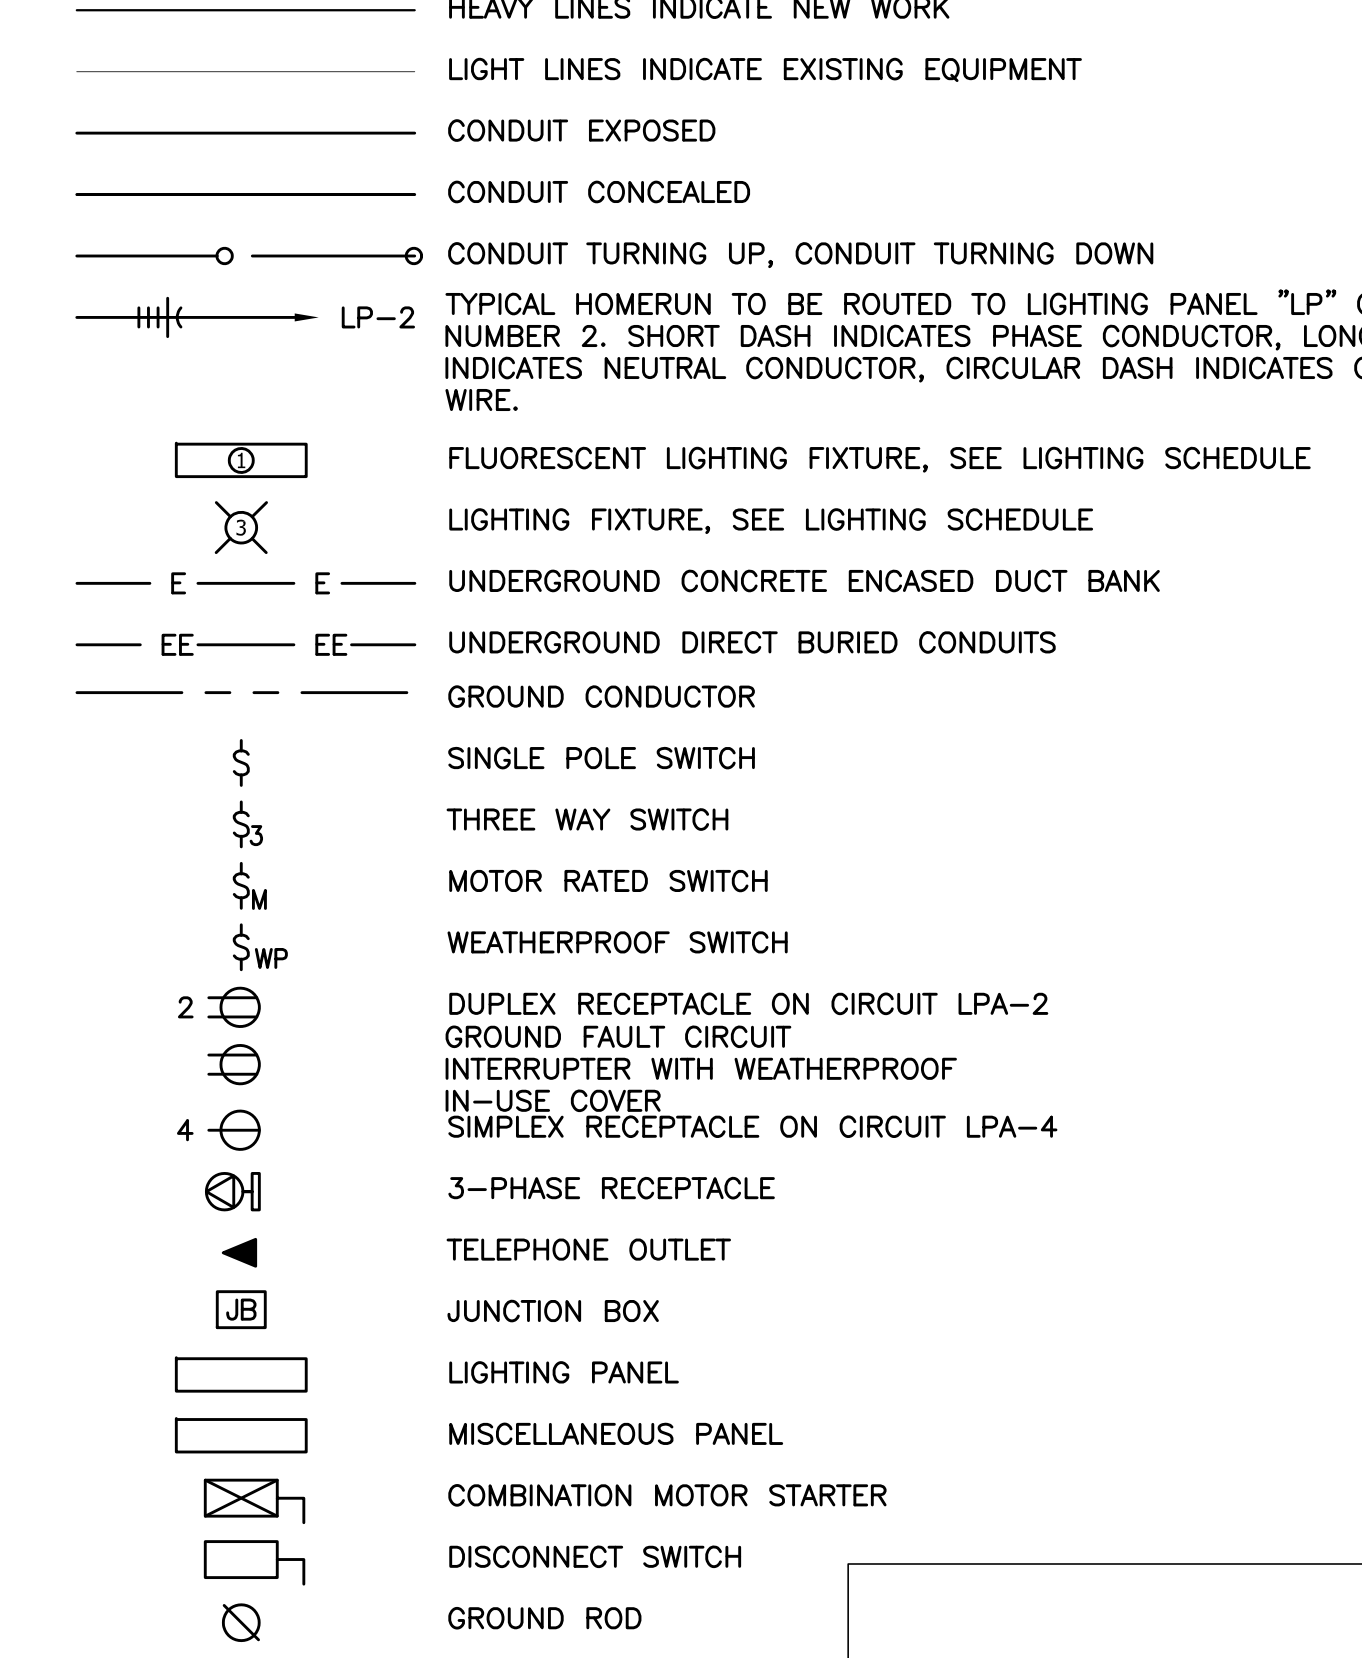 HEAVY LINES INDICATE NEW WORK
LIGHT LINES INDICATE EXISTING EQUIPMENT
CONDUIT EXPOSED
CONDUIT CONCEALED
CONDUIT TURNING UP, CONDUIT TURNING DOWN
LP-2 TYPICAL HOMERUN TO BE ROUTED TO LIGHTING PANEL "LP"
NUMBER 2. SHORT DASH INDICATES PHASE CONDUCTOR, LONG
INDICATES NEUTRAL CONDUCTOR, CIRCULAR DASH INDICATES
WIRE.
1 FLUORESCENT LIGHTING FIXTURE, SEE LIGHTING SCHEDULE
3 LIGHTING FIXTURE, SEE LIGHTING SCHEDULE
E E UNDERGROUND CONCRETE ENCASED DUCT BANK
EE EE UNDERGROUND DIRECT BURIED CONDUITS
GROUND CONDUCTOR
$ SINGLE POLE SWITCH
$3 THREE WAY SWITCH
$M MOTOR RATED SWITCH
$WP WEATHERPROOF SWITCH
2 DUPLEX RECEPTACLE ON CIRCUIT LPA-2
GROUND FAULT CIRCUIT
INTERRUPTER WITH WEATHERPROOF
IN-USE COVER
4 SIMPLEX RECEPTACLE ON CIRCUIT LPA-4
3-PHASE RECEPTACLE
TELEPHONE OUTLET
JB JUNCTION BOX
LIGHTING PANEL
MISCELLANEOUS PANEL
COMBINATION MOTOR STARTER
DISCONNECT SWITCH
GROUND ROD